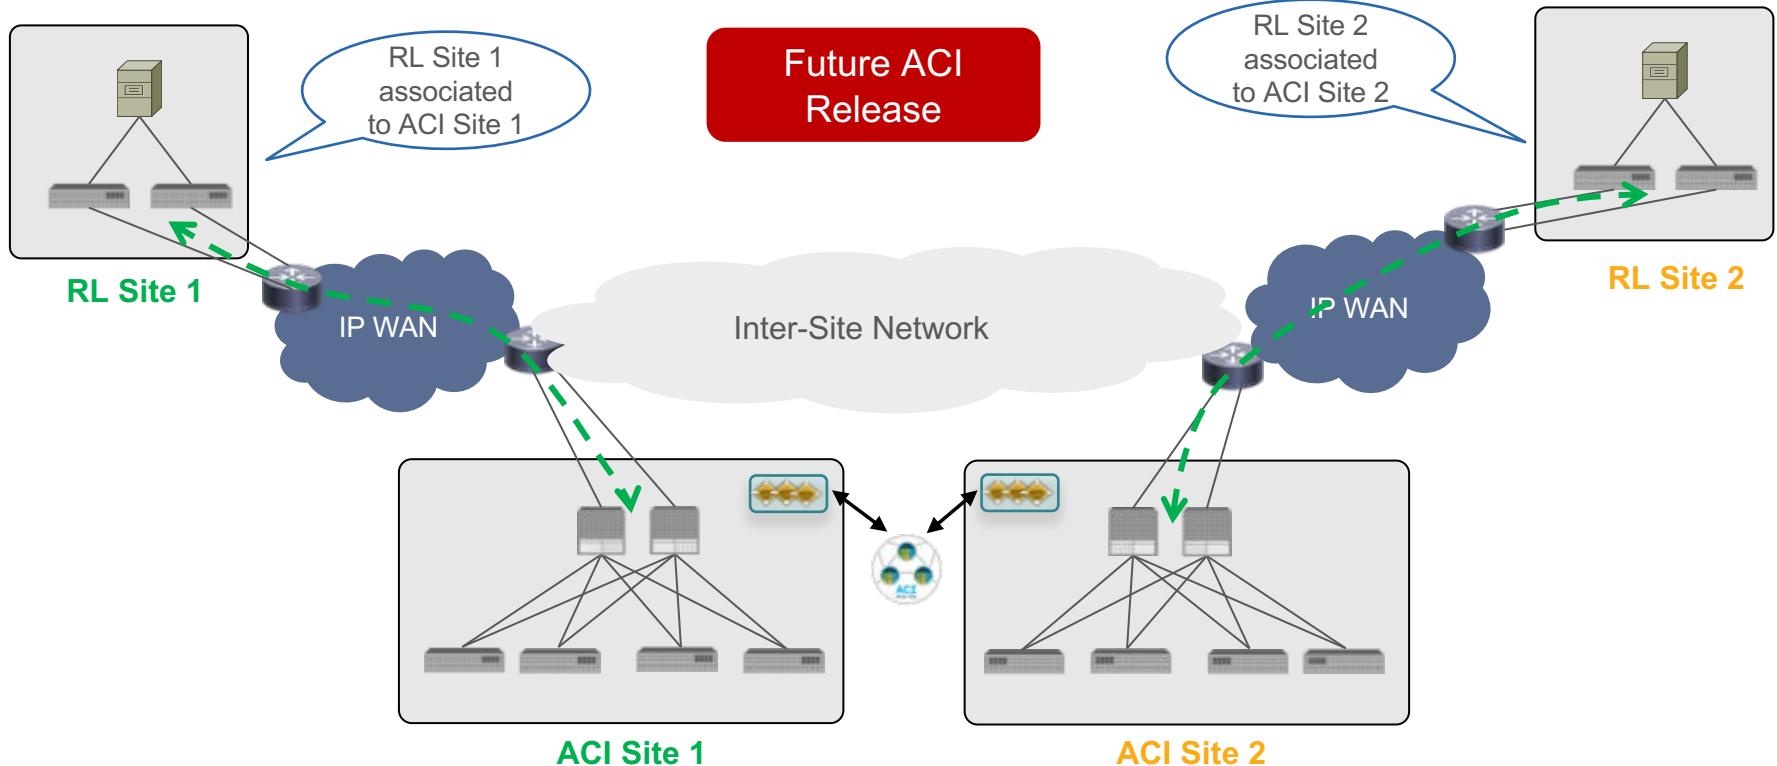 RL Site 1
associated
to ACI Site 1
Future ACI
Release
RL Site 2
associated
to ACI Site 2
RL Site 1
RL Site 2
IP WAN
Inter-Site Network
IP WAN
ACI
ACI Site 1
ACI Site 2